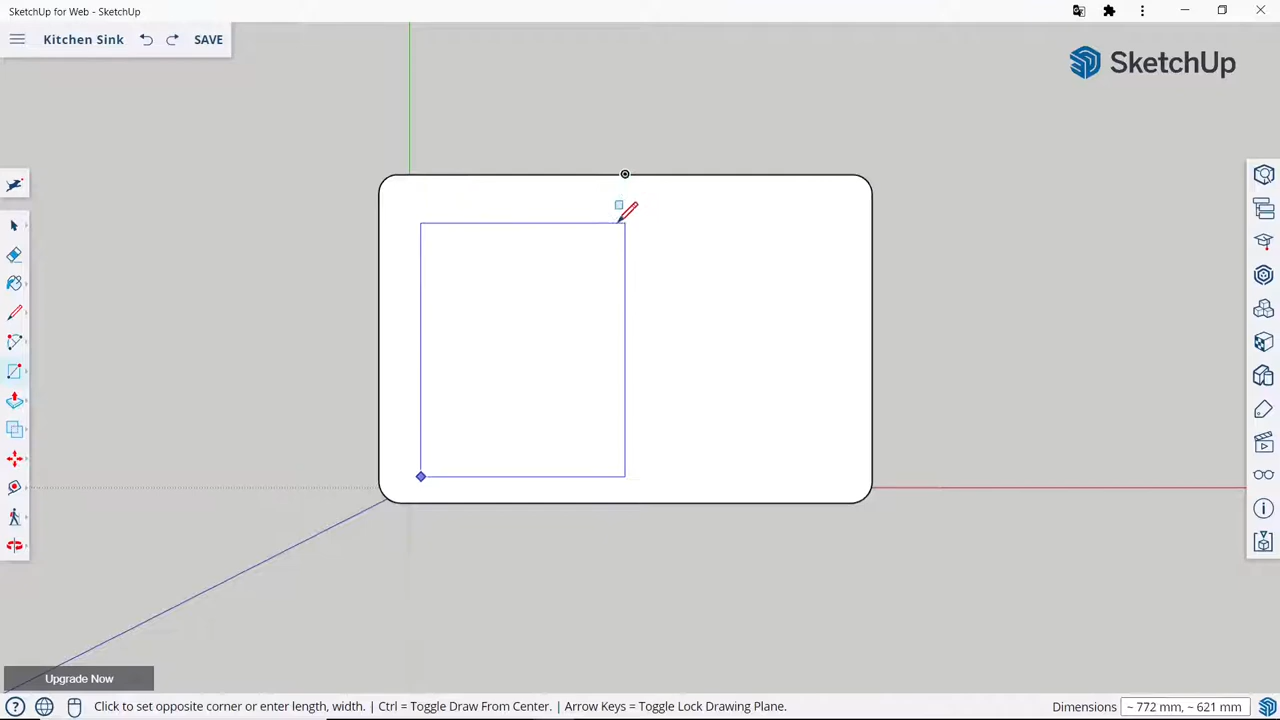 SketchUp for Web - SketchUp
Kitchen Sink SAVE
SketchUp
Upgrade Now
Click to set opposite corner or enter length, width. | Ctrl = Toggle Draw From Center. | Arrow Keys = Toggle Lock Drawing Plane. Dimensions ~ 772 mm, ~ 621 mm